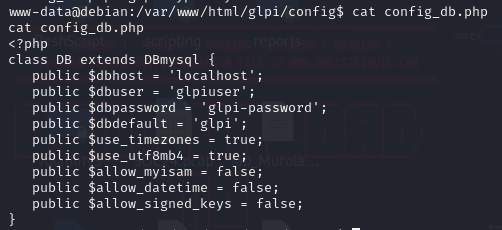 www-data@debian:/var/www/html/glpi/config$ cat config_db.php
cat config_db.php
<?php
class DB extends DBmysql {
   public $dbhost = 'localhost';
   public $dbuser = 'glpiuser';
   public $dbpassword = 'glpi-password';
   public $dbdefault = 'glpi';
   public $use_timezones = true;
   public $use_utf8mb4 = true;
   public $allow_myisam = false;
   public $allow_datetime = false;
   public $allow_signed_keys = false;
}